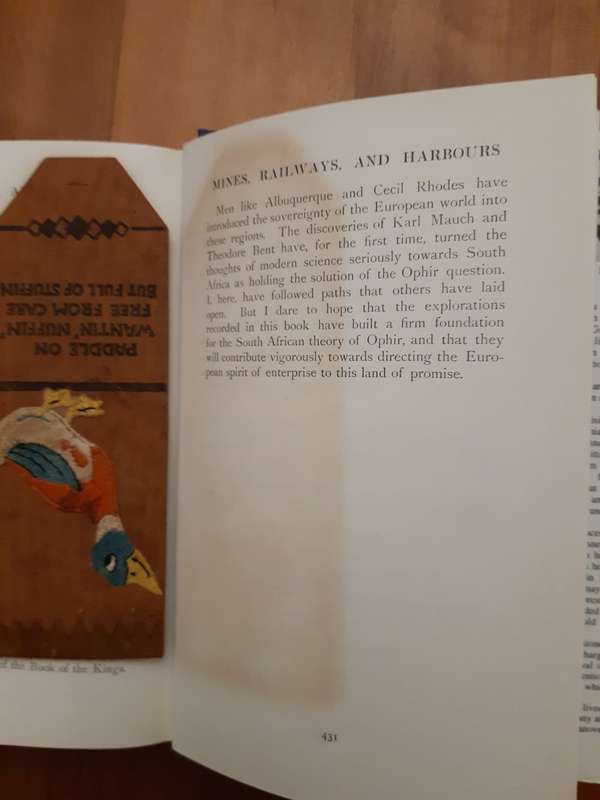 PADDLE ON
WANTIN' NUFFIN'
FREE FROM CARE
BUT FULL OF STUFFIN'
of the Book of the Kings.
MINES, RAILWAYS, AND HARBOURS
Men like Albuquerque and Cecil Rhodes have
introduced the sovereignty of the European world into
these regions. The discoveries of Karl Mauch and
Theodore Bent have, for the first time, turned the
thoughts of modern science seriously towards South
Africa as holding the solution of the Ophir question.
I, here, have followed paths that others have laid
open. But I dare to hope that the explorations
recorded in this book have built a firm foundation
for the South African theory of Ophir, and that they
will contribute vigorously towards directing the Euro-
pean spirit of enterprise to this land of promise.
431